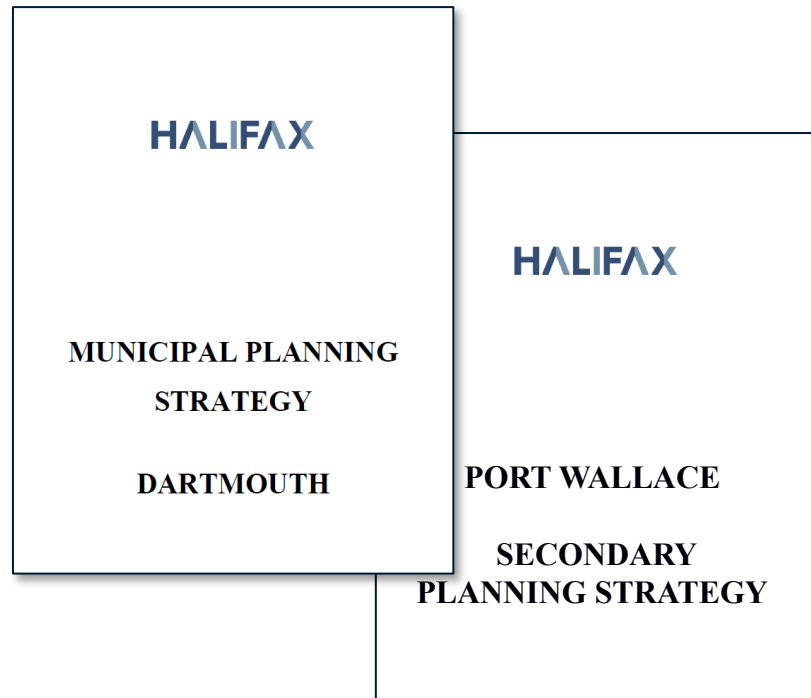 HALIFAX
MUNICIPAL PLANNING
STRATEGY
DARTMOUTH
HALIFAX
PORT WALLACE
SECONDARY
PLANNING STRATEGY